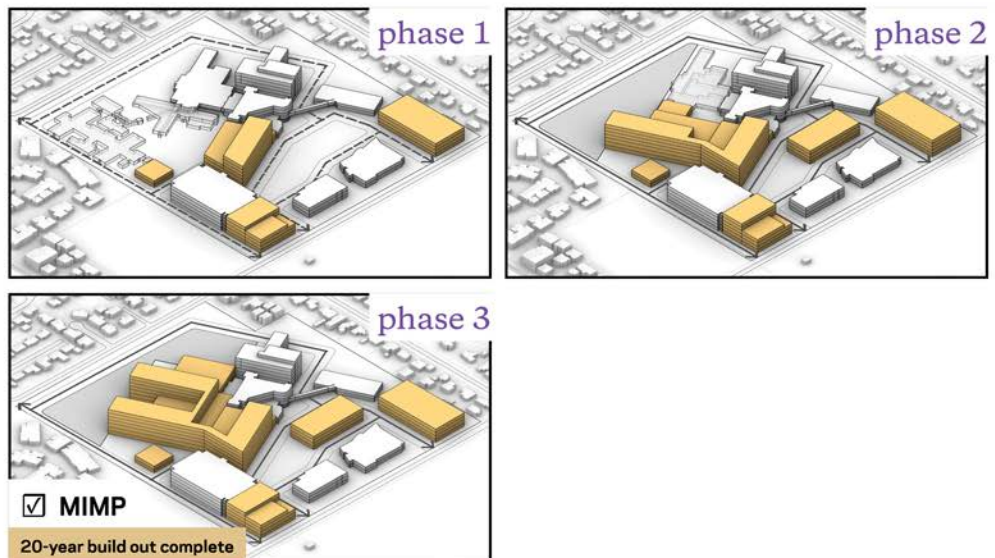 phase 1
phase 2
phase 3
☑ MIMP
20-year build out complete